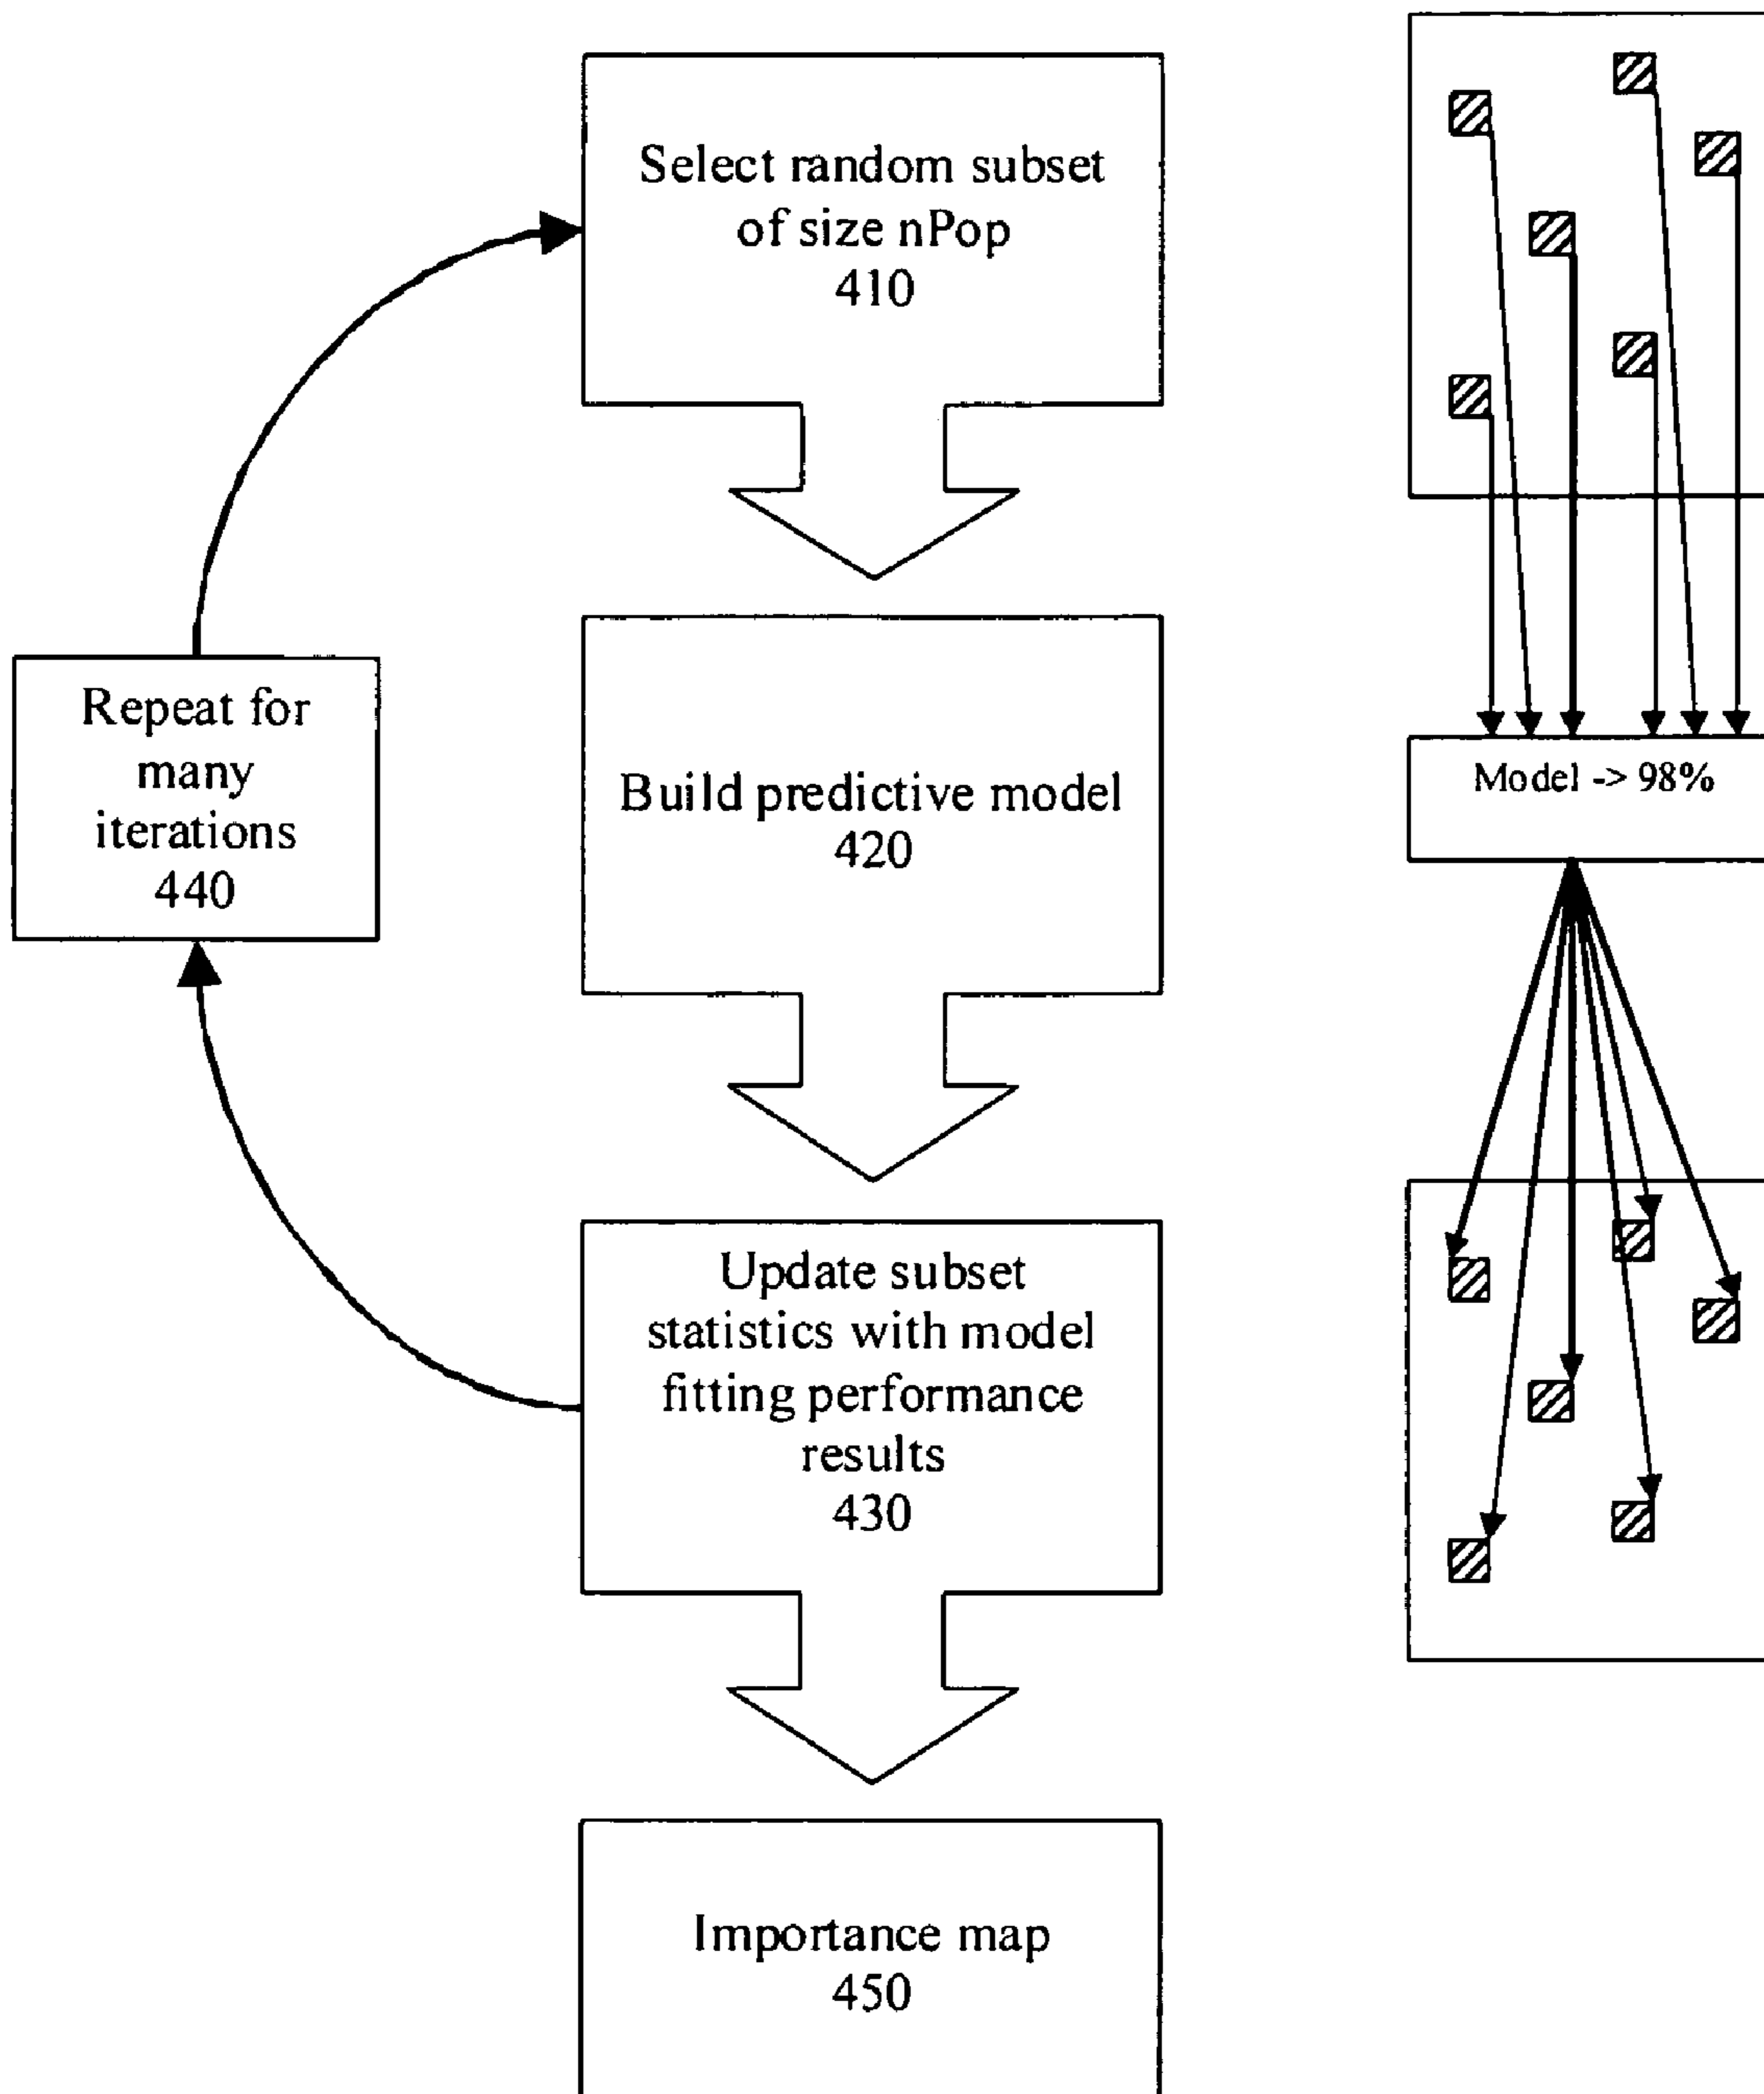 Select random subset
of size nPop
410
Repeat for
many
iterations
440
Build predictive model
420
Model -> 98%
Update subset
statistics with model
fitting performance
results
430
Importance map
450